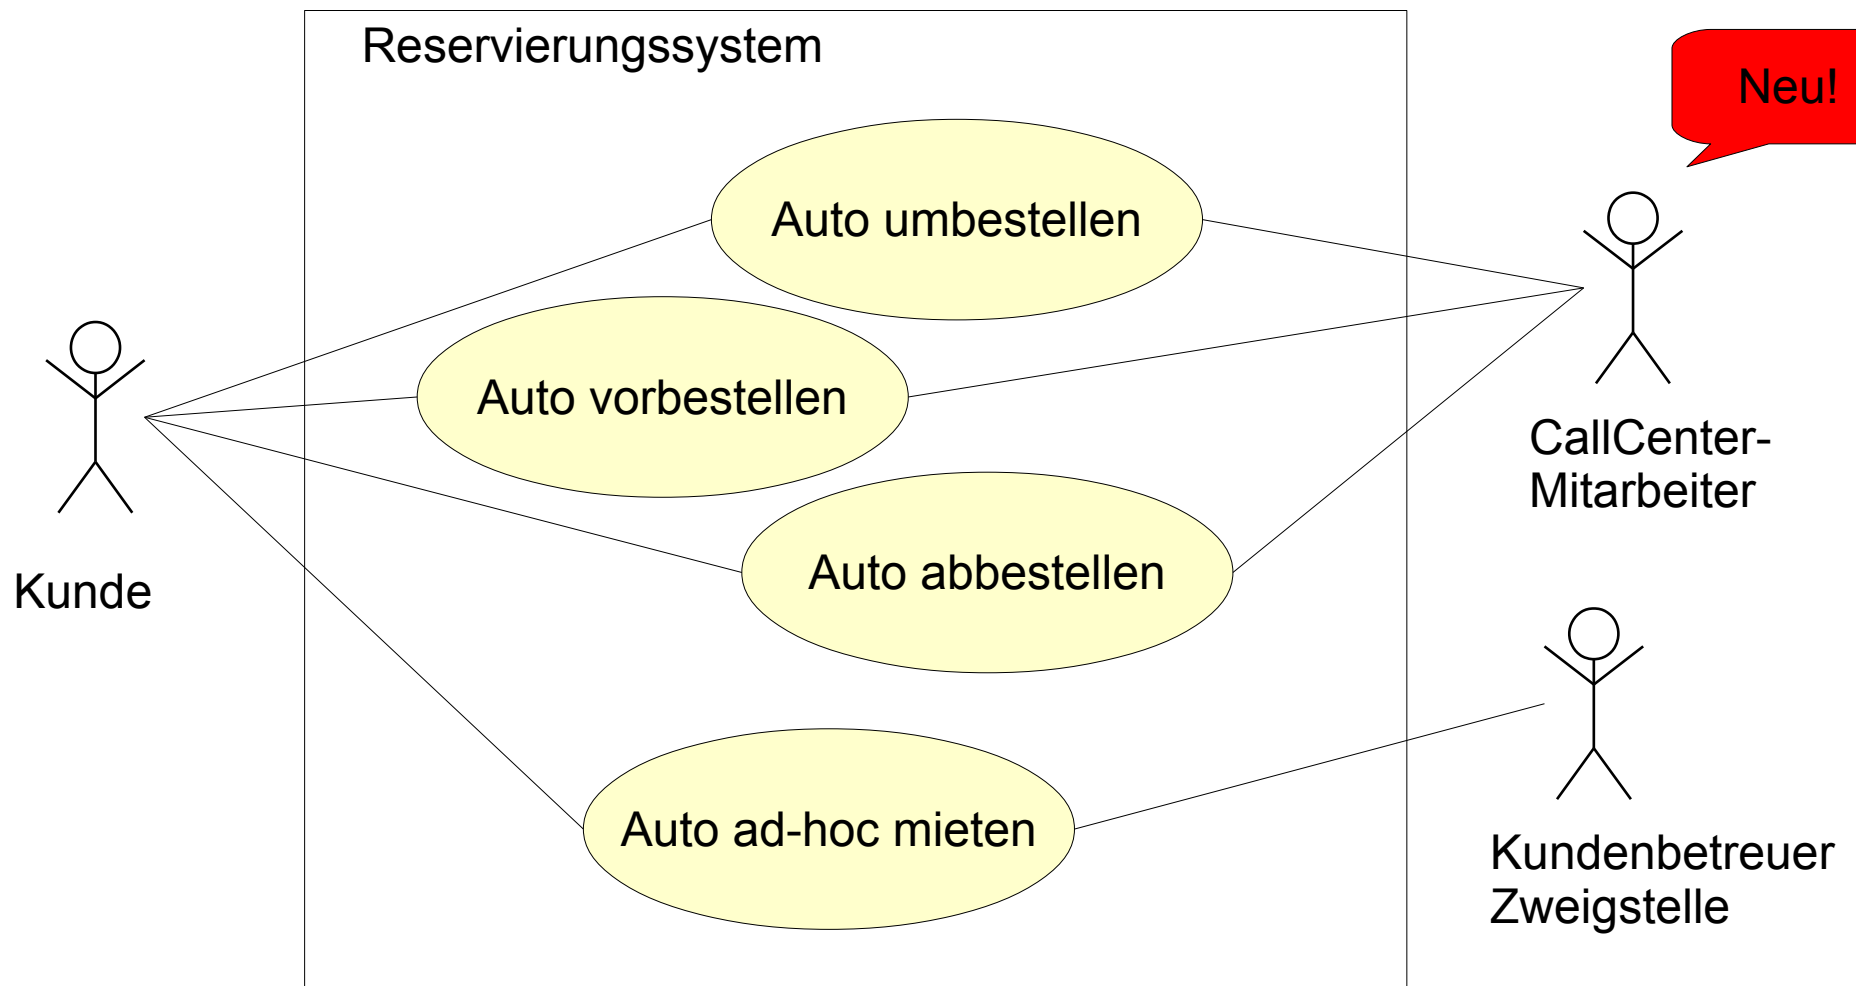 Reservierungssystem
Neu!
Auto umbestellen
Auto vorbestellen
CallCenter-
Mitarbeiter
Auto abbestellen
Kunde
Auto ad-hoc mieten
Kundenbetreuer
Zweigstelle